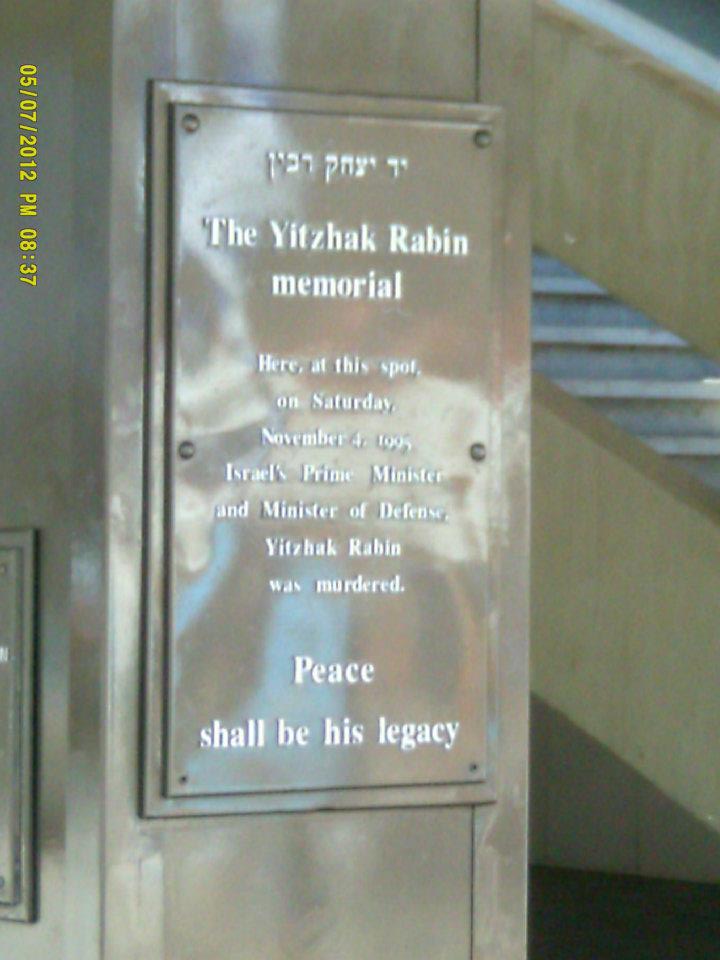 יד יצחק רבין
The Yitzhak Rabin
memorial
Here, at this spot,
on Saturday,
November 4, 1995
Israel's Prime Minister
and Minister of Defense,
Yitzhak Rabin
was murdered.
Peace
shall be his legacy
05/07/2012 PM 08:37